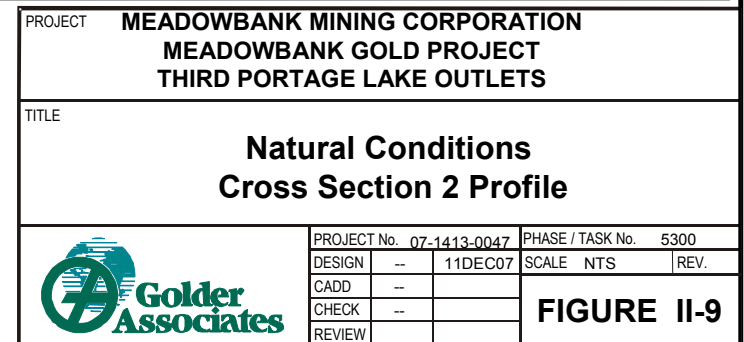 PROJECT MEADOWBANK MINING CORPORATION
MEADOWBANK GOLD PROJECT
THIRD PORTAGE LAKE OUTLETS
TITLE
Natural Conditions
Cross Section 2 Profile
Golder
Associates
PROJECT No. 07-1413-0047 PHASE / TASK No. 5300
DESIGN -- 11DEC07 SCALE NTS REV.
CADD --
CHECK --
REVIEW
FIGURE II-9